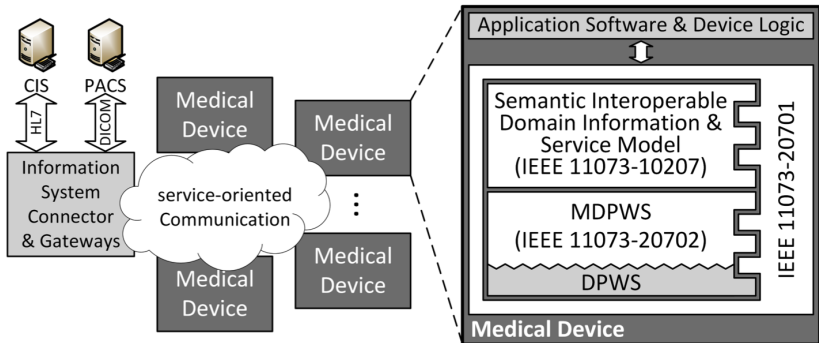 CIS
PACS
HL7
DICOM
Information
System
Connector
& Gateways
Medical
Device
Medical
Device
service-oriented
Communication
⋮
Medical
Device
Medical
Device
Application Software & Device Logic
Semantic Interoperable
Domain Information &
Service Model
(IEEE 11073-10207)
MDPWS
(IEEE 11073-20702)
DPWS
IEEE 11073-20701
Medical Device